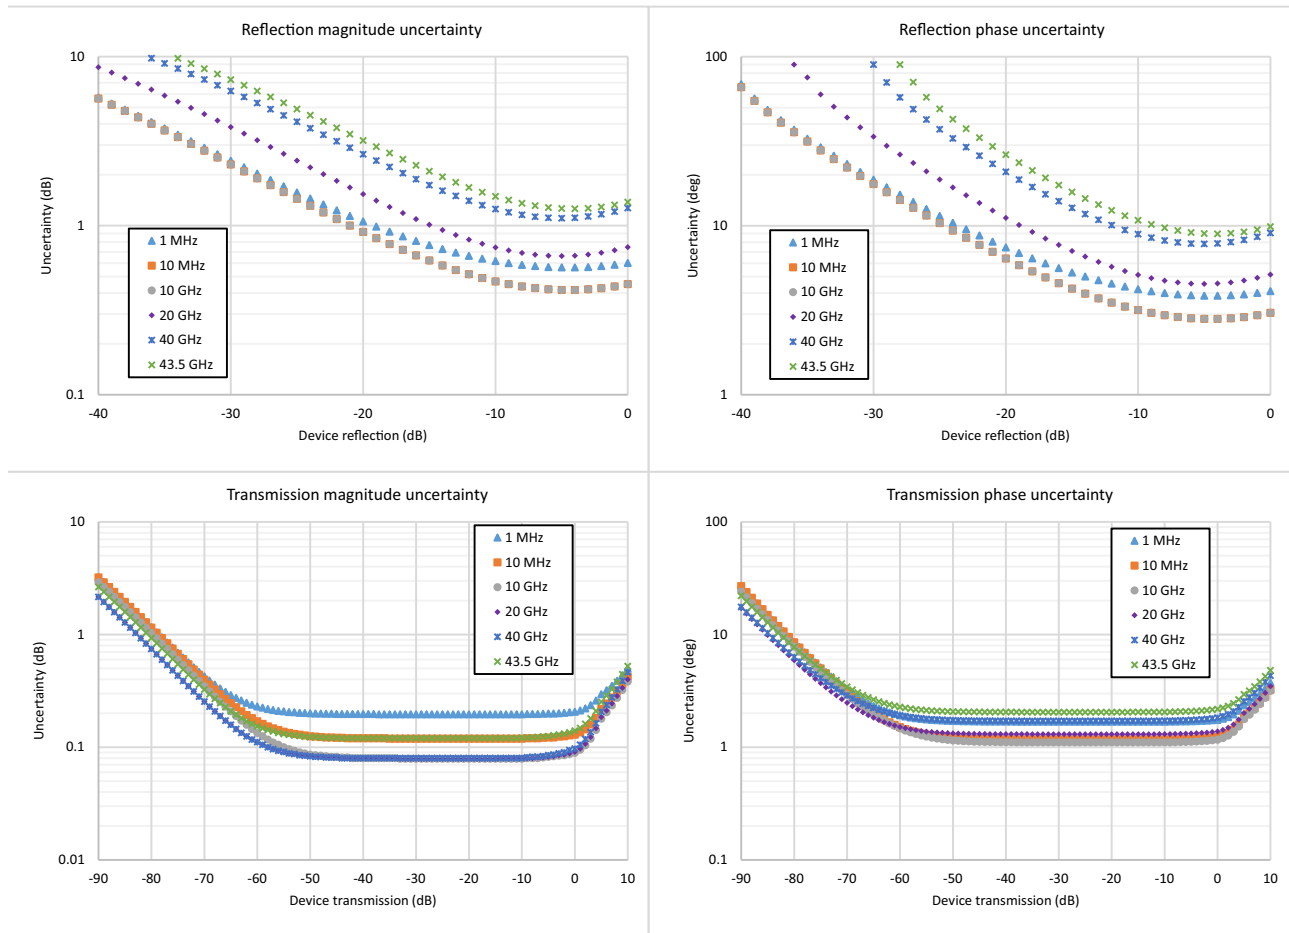 Reflection magnitude uncertainty
10
1
0.1
Uncertainty (dB)
1 MHz
10 MHz
10 GHz
20 GHz
40 GHz
43.5 GHz
-40 -30 -20 -10 0
Device reflection (dB)
Reflection phase uncertainty
100
10
1
Uncertainty (deg)
1 MHz
10 MHz
10 GHz
20 GHz
40 GHz
43.5 GHz
-40 -30 -20 -10 0
Device reflection (dB)
Transmission magnitude uncertainty
10
1
0.1
0.01
Uncertainty (dB)
1 MHz
10 MHz
10 GHz
20 GHz
40 GHz
43.5 GHz
-90 -80 -70 -60 -50 -40 -30 -20 -10 0 10
Device transmission (dB)
Transmission phase uncertainty
100
10
1
0.1
Uncertainty (deg)
1 MHz
10 MHz
10 GHz
20 GHz
40 GHz
43.5 GHz
-90 -80 -70 -60 -50 -40 -30 -20 -10 0 10
Device transmission (dB)